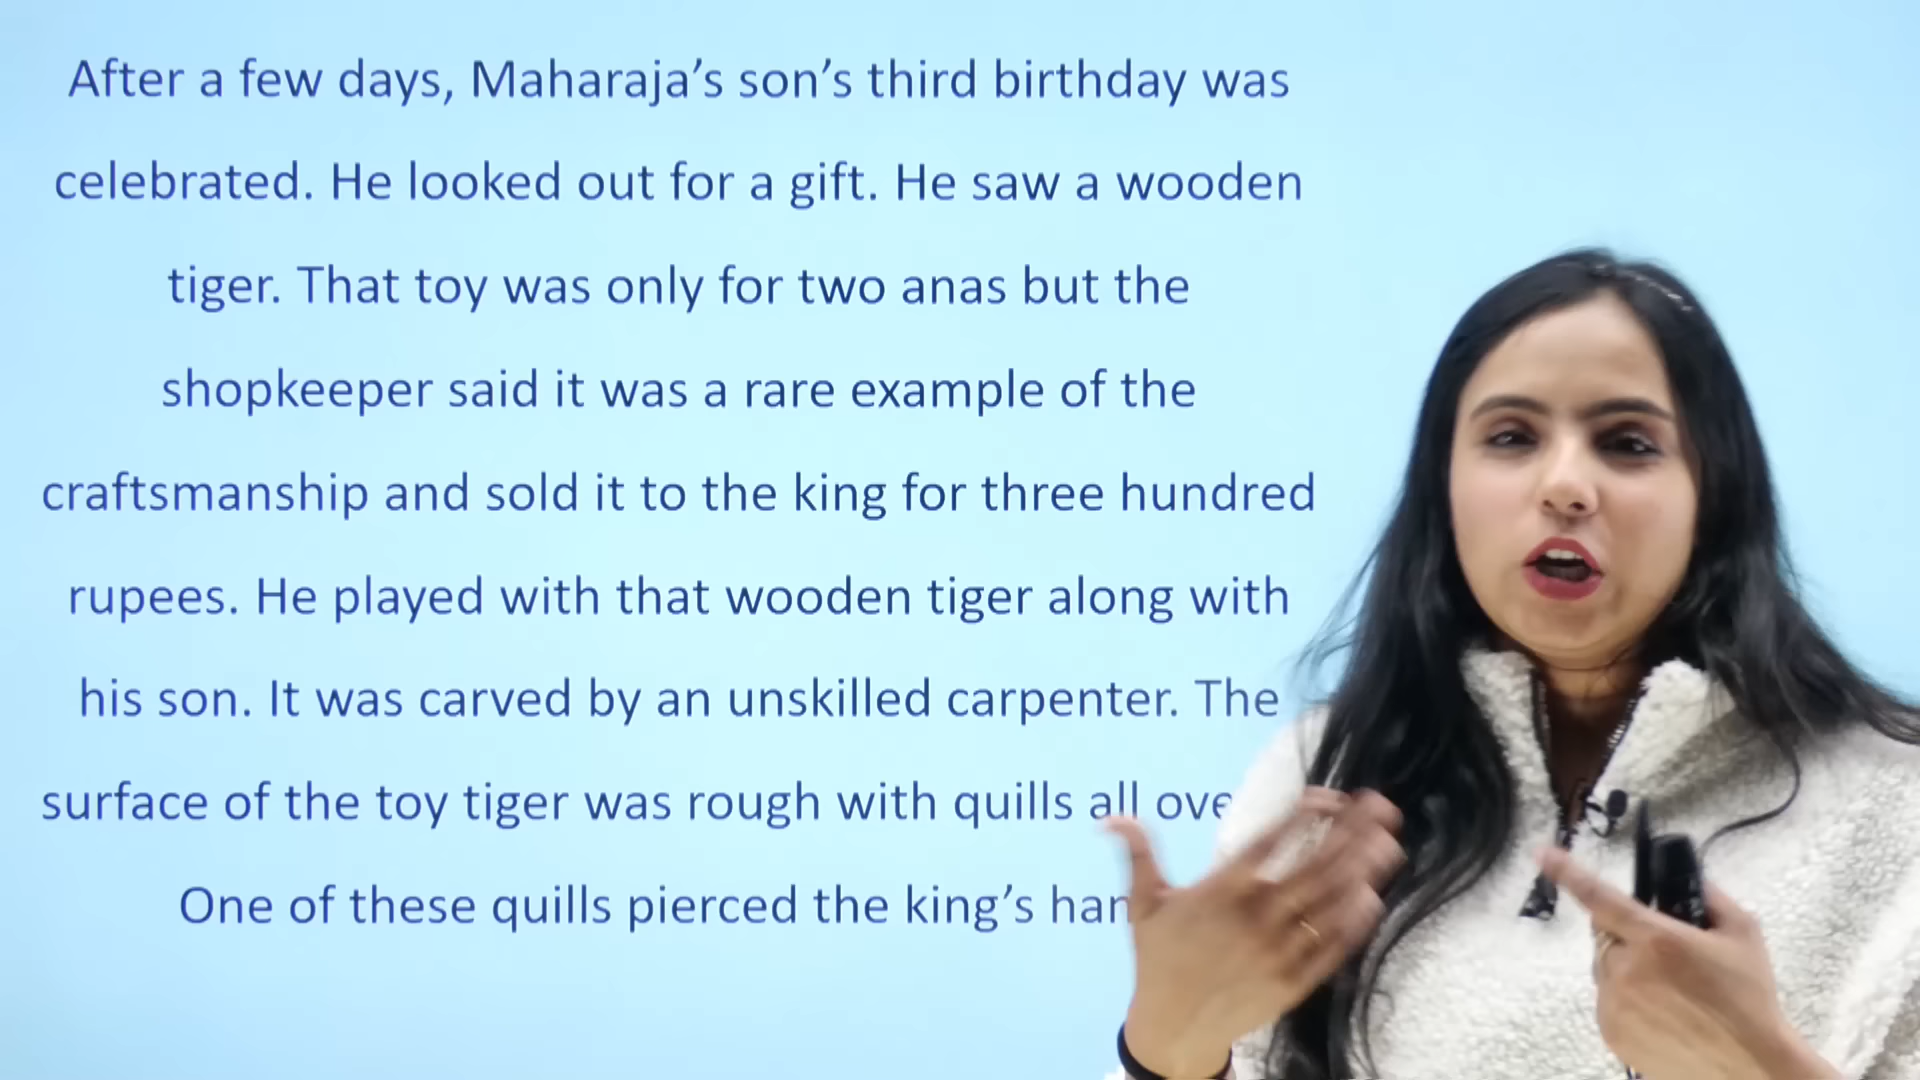 After a few days, Maharaja’s son’s third birthday was
celebrated. He looked out for a gift. He saw a wooden
tiger. That toy was only for two anas but the
shopkeeper said it was a rare example of the
craftsmanship and sold it to the king for three hundred
rupees. He played with that wooden tiger along with
his son. It was carved by an unskilled carpenter. The
surface of the toy tiger was rough with quills all
One of these quills pierced the king’s